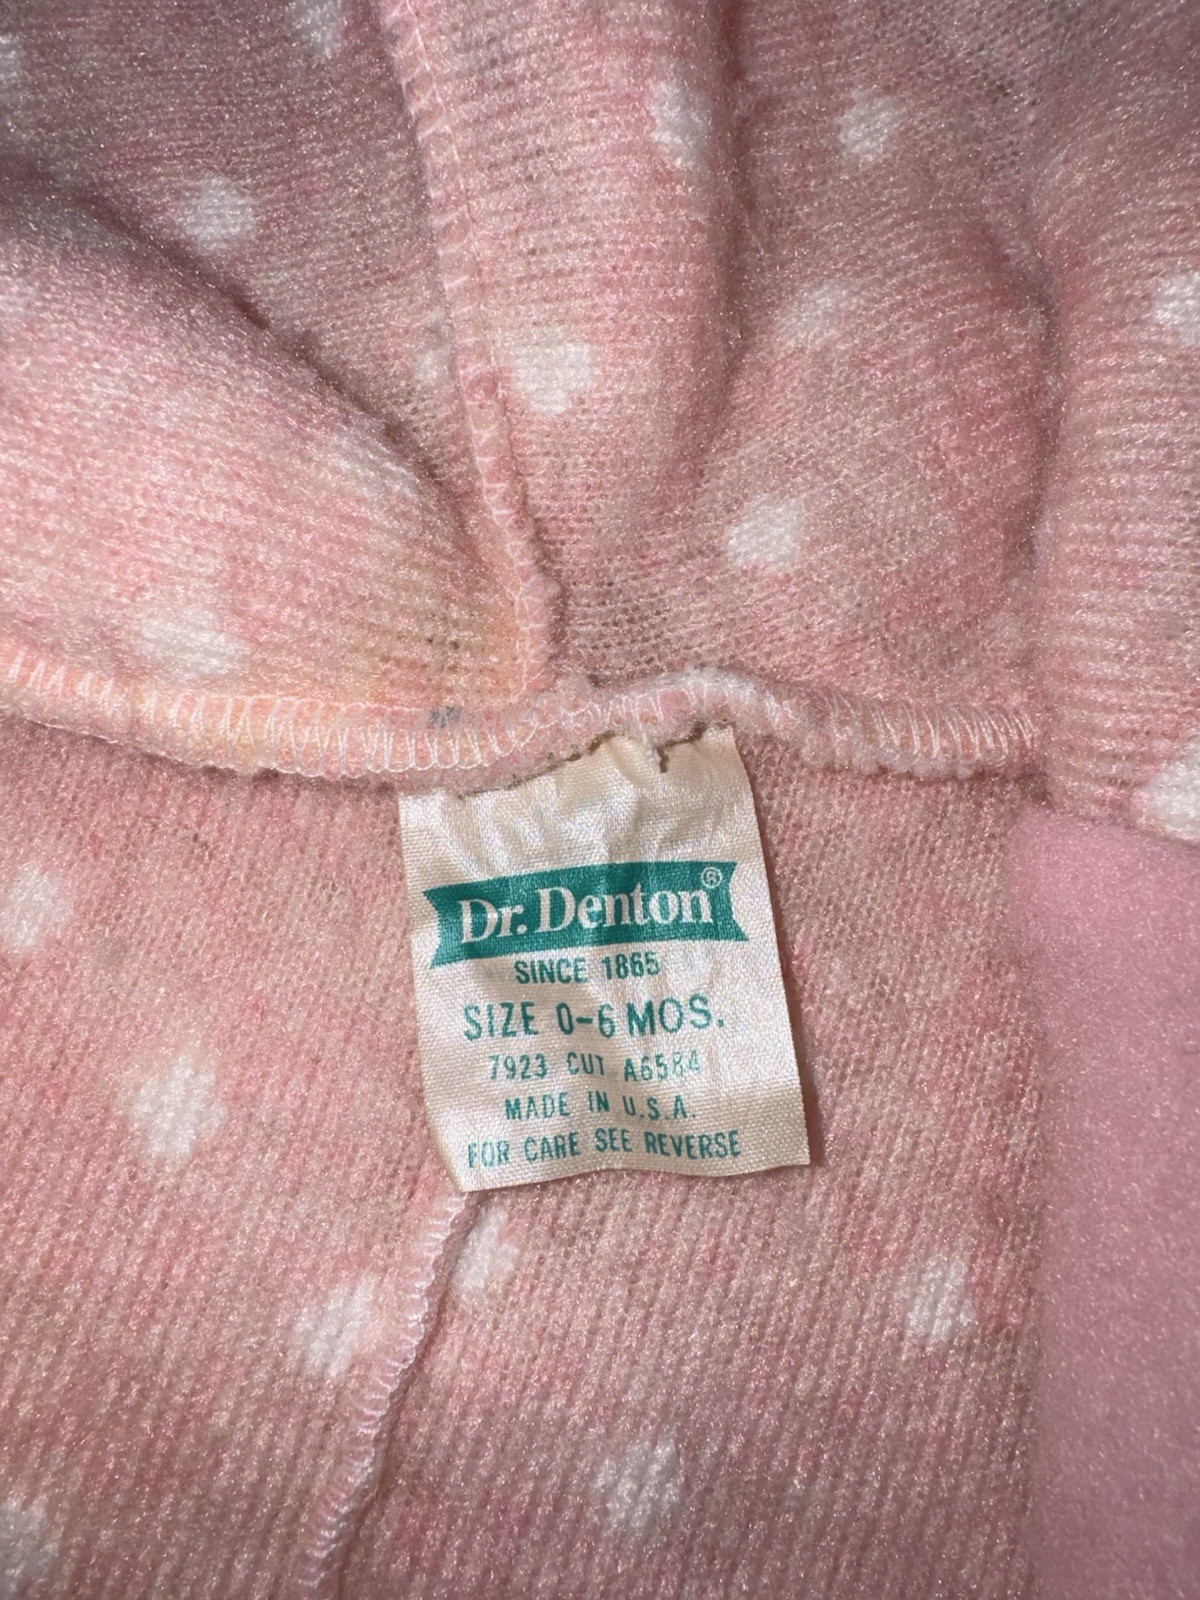 Dr. Denton®
SINCE 1865
SIZE 0-6 MOS.
7923 CUT A6584
MADE IN U.S.A.
FOR CARE SEE REVERSE